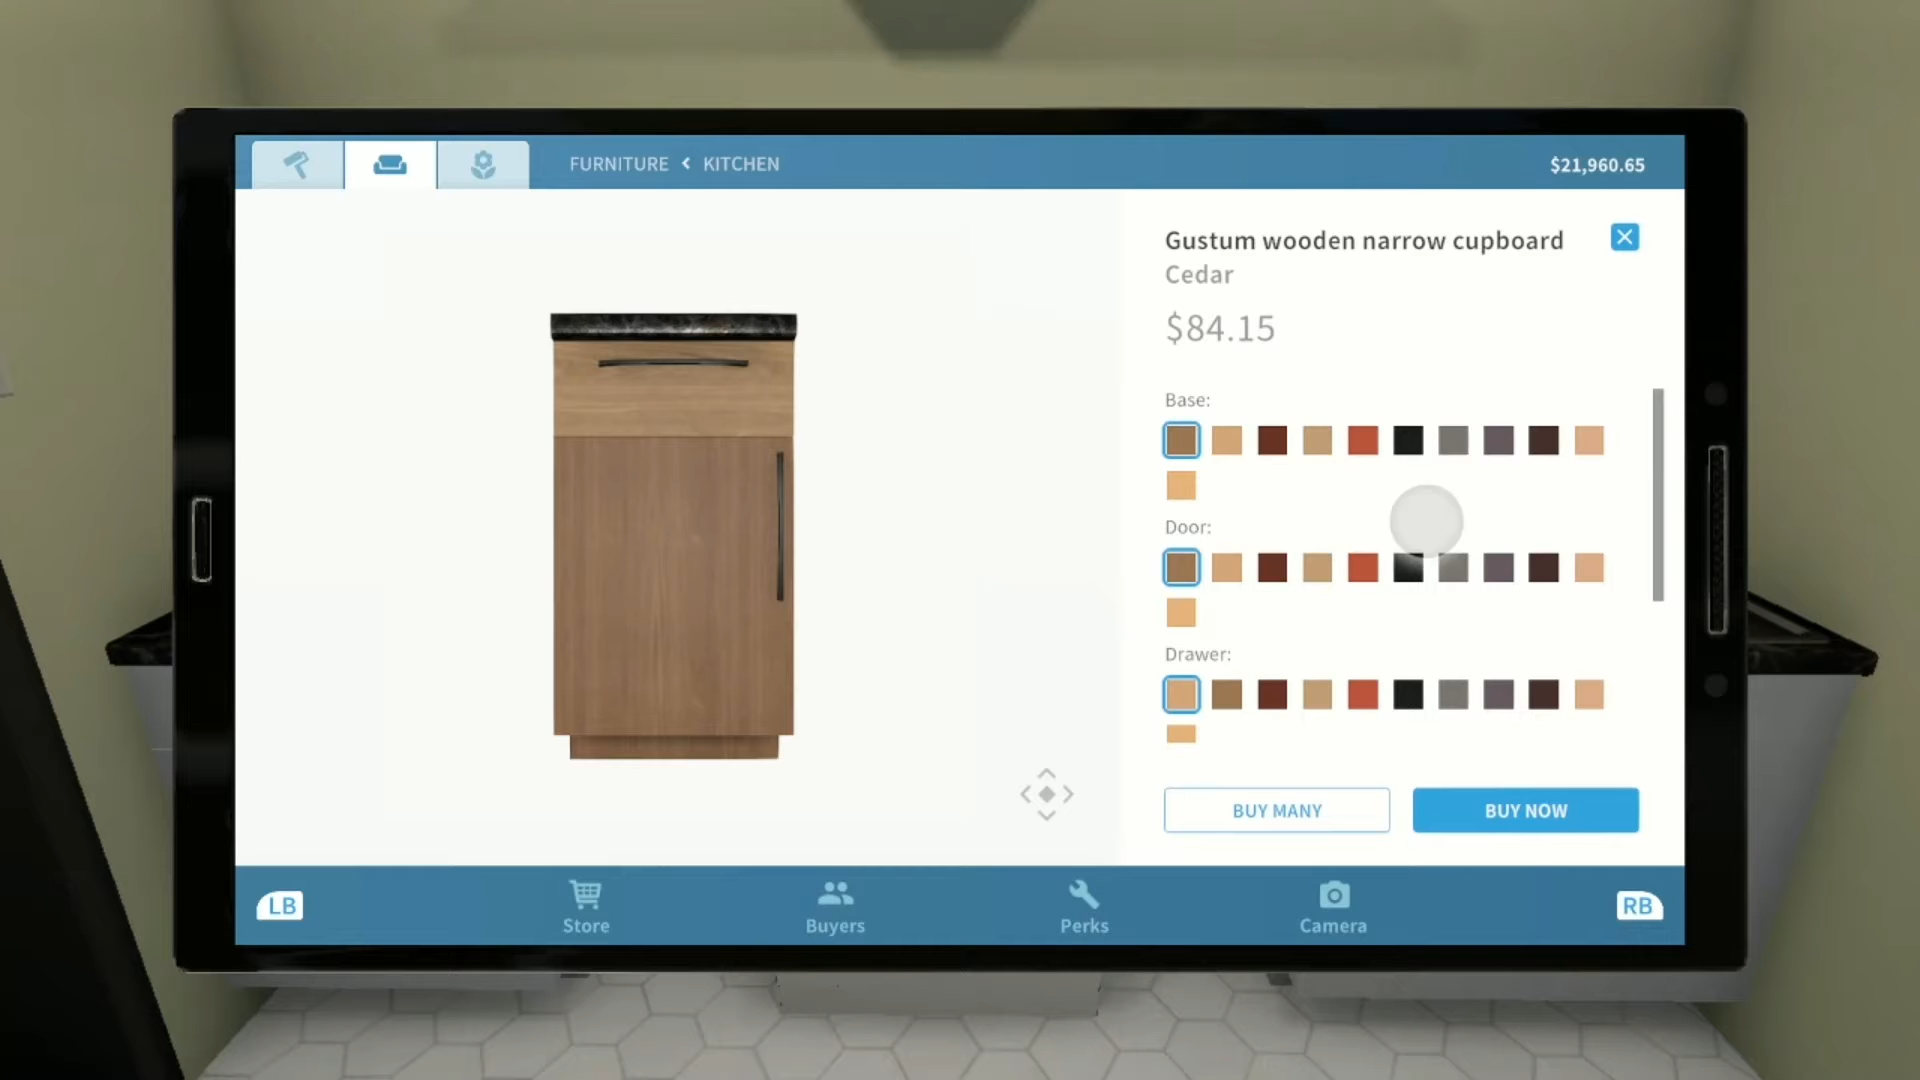 FURNITURE < KITCHEN
$21,960.65
Gustum wooden narrow cupboard
Cedar
$84.15
Base:
Door:
Drawer:
BUY MANY
BUY NOW
LB
Store
Buyers
Perks
Camera
RB